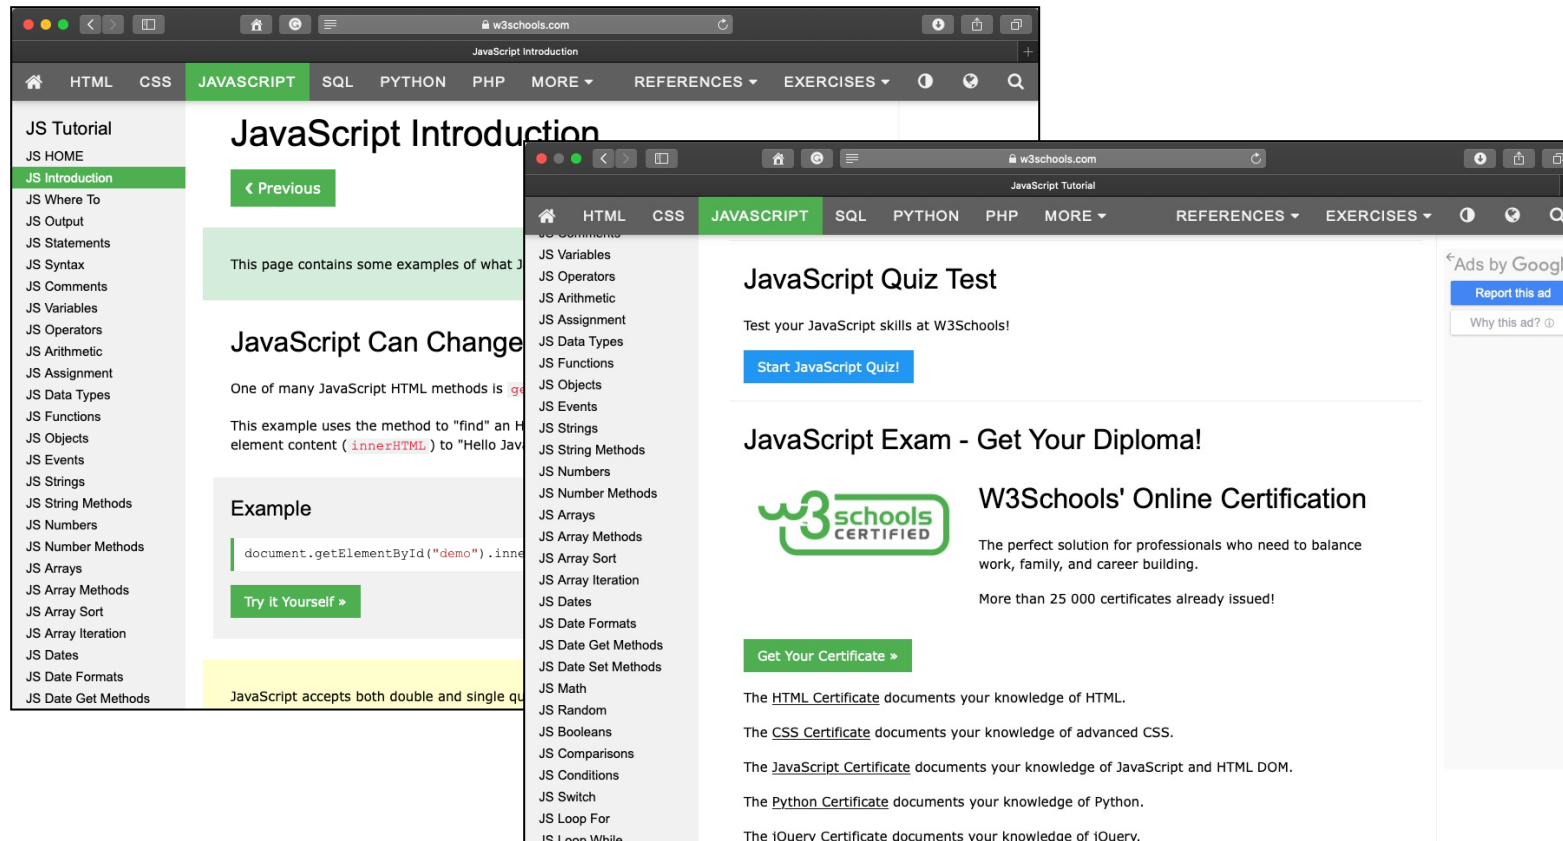 w3schools.com
JavaScript Introduction
HTML CSS JAVASCRIPT SQL PYTHON PHP MORE REFERENCES EXERCISES
JS Tutorial
JS HOME
JS Introduction
JS Where To
JS Output
JS Statements
JS Syntax
JS Comments
JS Variables
JS Operators
JS Arithmetic
JS Assignment
JS Data Types
JS Functions
JS Objects
JS Events
JS Strings
JS String Methods
JS Numbers
JS Number Methods
JS Arrays
JS Array Methods
JS Array Sort
JS Array Iteration
JS Dates
JS Date Formats
JS Date Get Methods
JavaScript Introduction
❮ Previous
This page contains some examples of what J
JavaScript Can Change
One of many JavaScript HTML methods is ge
This example uses the method to "find" an H
element content (innerHTML) to "Hello Jav
Example
document.getElementById("demo").inne
Try it Yourself »
JavaScript accepts both double and single qu
w3schools.com
JavaScript Tutorial
HTML CSS JAVASCRIPT SQL PYTHON PHP MORE REFERENCES EXERCISES
JS Comments
JS Variables
JS Operators
JS Arithmetic
JS Assignment
JS Data Types
JS Functions
JS Objects
JS Events
JS Strings
JS String Methods
JS Numbers
JS Number Methods
JS Arrays
JS Array Methods
JS Array Sort
JS Array Iteration
JS Dates
JS Date Formats
JS Date Get Methods
JS Date Set Methods
JS Math
JS Random
JS Booleans
JS Comparisons
JS Conditions
JS Switch
JS Loop For
JS Loop While
JavaScript Quiz Test
Test your JavaScript skills at W3Schools!
Start JavaScript Quiz!
JavaScript Exam - Get Your Diploma!
w3schools
CERTIFIED
W3Schools' Online Certification
The perfect solution for professionals who need to balance
work, family, and career building.
More than 25 000 certificates already issued!
Get Your Certificate »
The HTML Certificate documents your knowledge of HTML.
The CSS Certificate documents your knowledge of advanced CSS.
The JavaScript Certificate documents your knowledge of JavaScript and HTML DOM.
The Python Certificate documents your knowledge of Python.
The jQuery Certificate documents your knowledge of jQuery.
Ads by Googl
Report this ad
Why this ad?